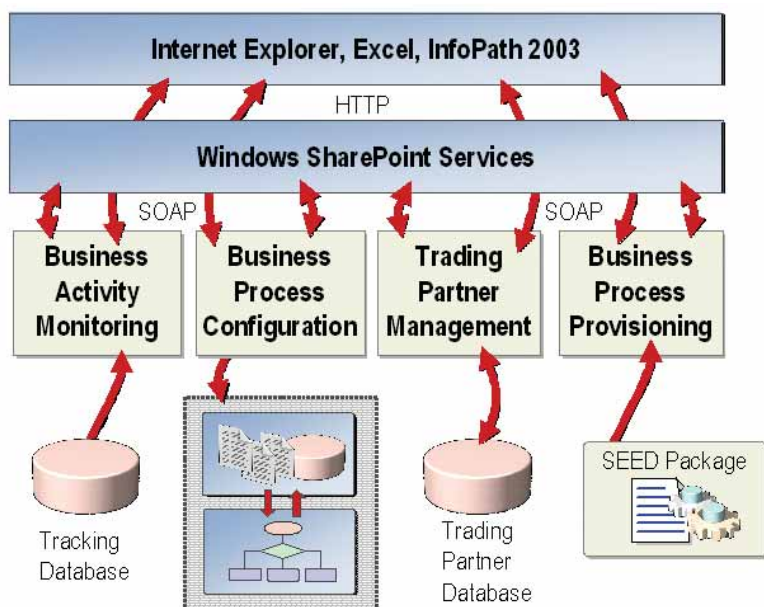 Internet Explorer, Excel, InfoPath 2003
HTTP
Windows SharePoint Services
SOAP
SOAP
Business
Activity
Monitoring
Business
Process
Configuration
Trading
Partner
Management
Business
Process
Provisioning
Tracking
Database
Trading
Partner
Database
SEED Package